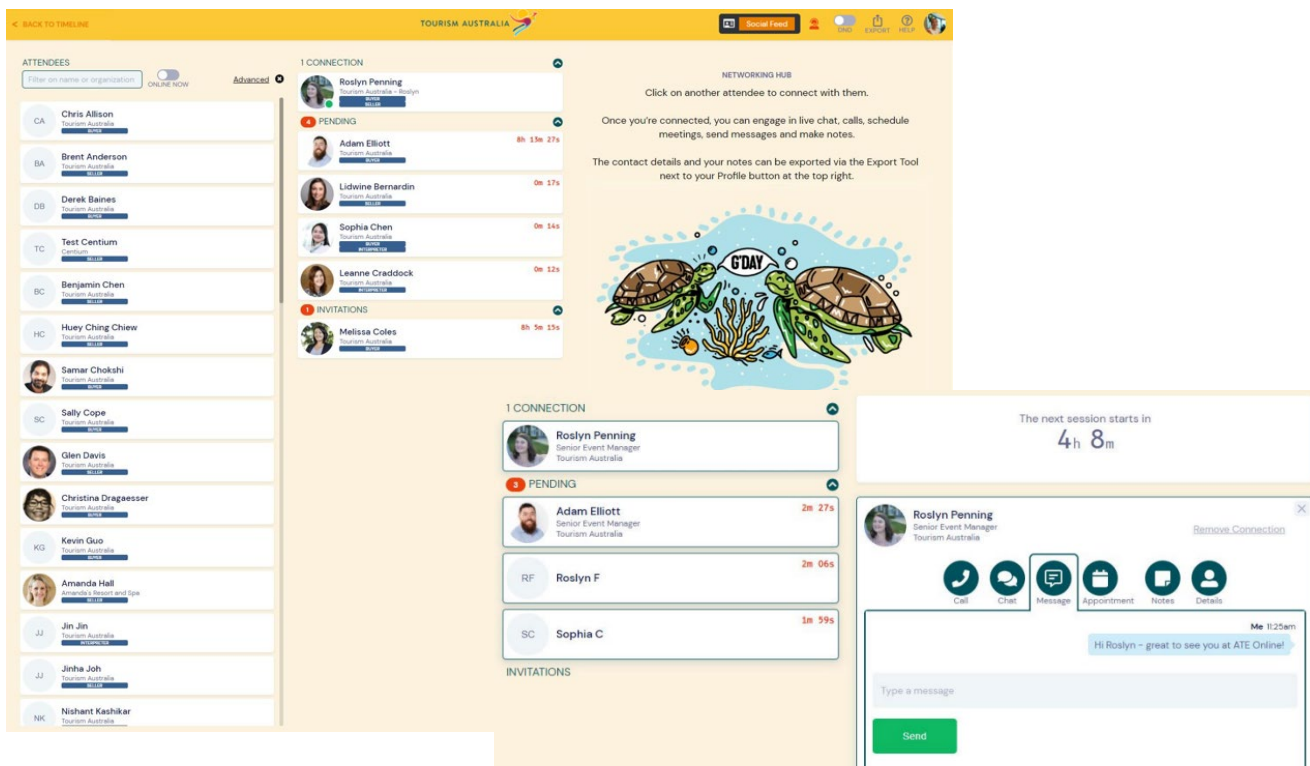 < BACK TO TIMELINE
TOURISM AUSTRALIA
Social Feed
DND
EXPORT
HELP
ATTENDEES
Filter on name or organization
ONLINE NOW
Advanced
CA
Chris Allison
Tourism Australia
BUYER
BA
Brent Anderson
Tourism Australia
SELLER
DB
Derek Baines
Tourism Australia
BUYER
TC
Test Centium
Centium
SELLER
BC
Benjamin Chen
Tourism Australia
SELLER
HC
Huey Ching Chiew
Tourism Australia
SELLER
Samar Chokshi
Tourism Australia
BUYER
SC
Sally Cope
Tourism Australia
BUYER
Glen Davis
Tourism Australia
SELLER
Christina Dragaesser
Tourism Australia
BUYER
KG
Kevin Guo
Tourism Australia
BUYER
Amanda Hall
Amanda's Resort and Spa
SELLER
JJ
Jin Jin
Tourism Australia
INTERPRETER
JJ
Jinha Joh
Tourism Australia
SELLER
NK
Nishant Kashikar
Tourism Australia
1 CONNECTION
Roslyn Penning
Tourism Australia - Roslyn
BUYER
SELLER
4 PENDING
Adam Elliott
Tourism Australia
BUYER
8h 13m 27s
Lidwine Bernardin
Tourism Australia
SELLER
0m 17s
Sophia Chen
Tourism Australia
BUYER
INTERPRETER
0m 14s
Leanne Craddock
Tourism Australia
INTERPRETER
0m 12s
1 INVITATIONS
Melissa Coles
Tourism Australia
BUYER
8h 5m 15s
NETWORKING HUB
Click on another attendee to connect with them.
Once you're connected, you can engage in live chat, calls, schedule
meetings, send messages and make notes.
The contact details and your notes can be exported via the Export Tool
next to your Profile button at the top right.
G'DAY
1 CONNECTION
Roslyn Penning
Senior Event Manager
Tourism Australia
3 PENDING
Adam Elliott
Senior Event Manager
Tourism Australia
2m 27s
RF
Roslyn F
2m 06s
SC
Sophia C
1m 59s
INVITATIONS
The next session starts in
4h 8m
Roslyn Penning
Senior Event Manager
Tourism Australia
Remove Connection
Call
Chat
Message
Appointment
Notes
Details
Me 11:25am
Hi Roslyn - great to see you at ATE Online!
Type a message
Send